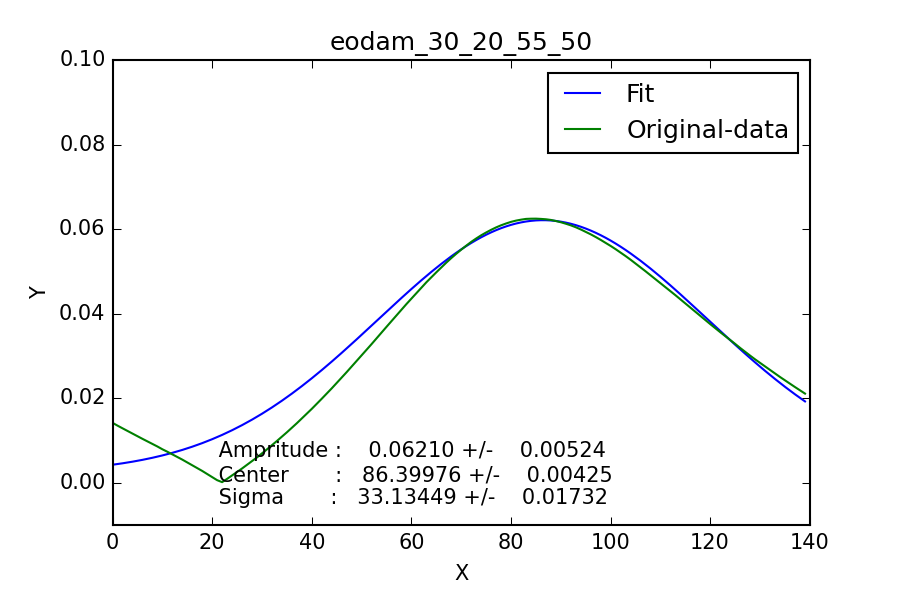 eodam_30_20_55_50
0.10
0.08
0.06
0.04
0.02
0.00
Y
Fit
Original-data
Ampritude : 0.06210 +/- 0.00524
Center : 86.39976 +/- 0.00425
Sigma : 33.13449 +/- 0.01732
0 20 40 60 80 100 120 140
X